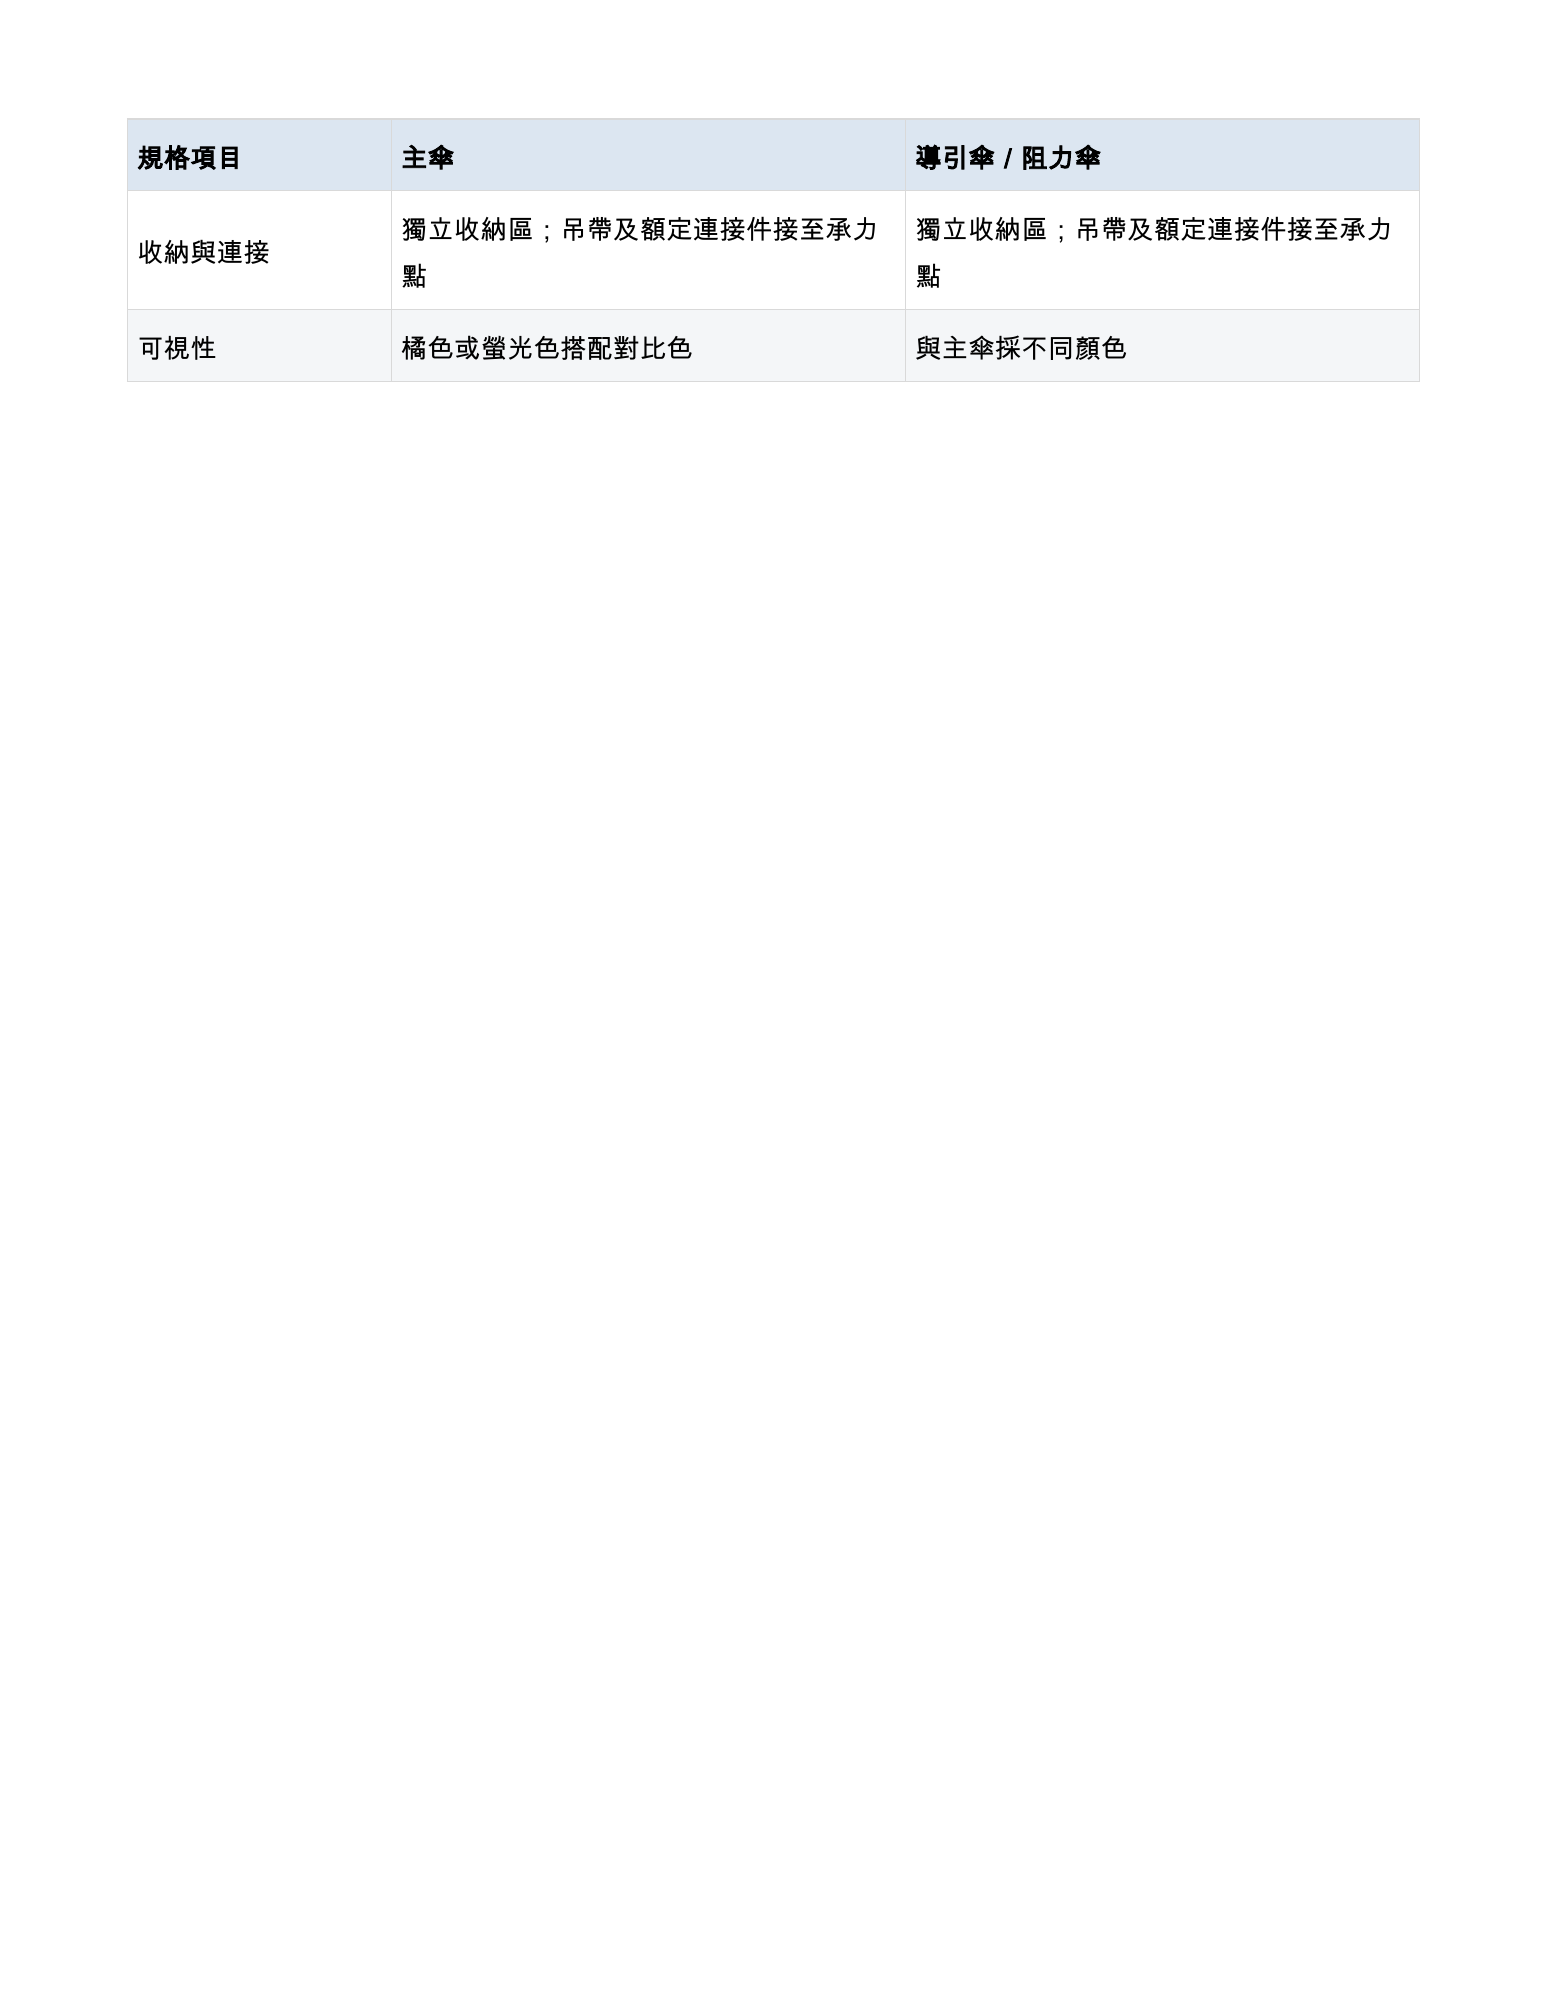 規格項目
主傘
導引傘 / 阻力傘
收納與連接
獨立收納區；吊帶及額定連接件接至承力
點
獨立收納區；吊帶及額定連接件接至承力
點
可視性
橘色或螢光色搭配對比色
與主傘採不同顏色